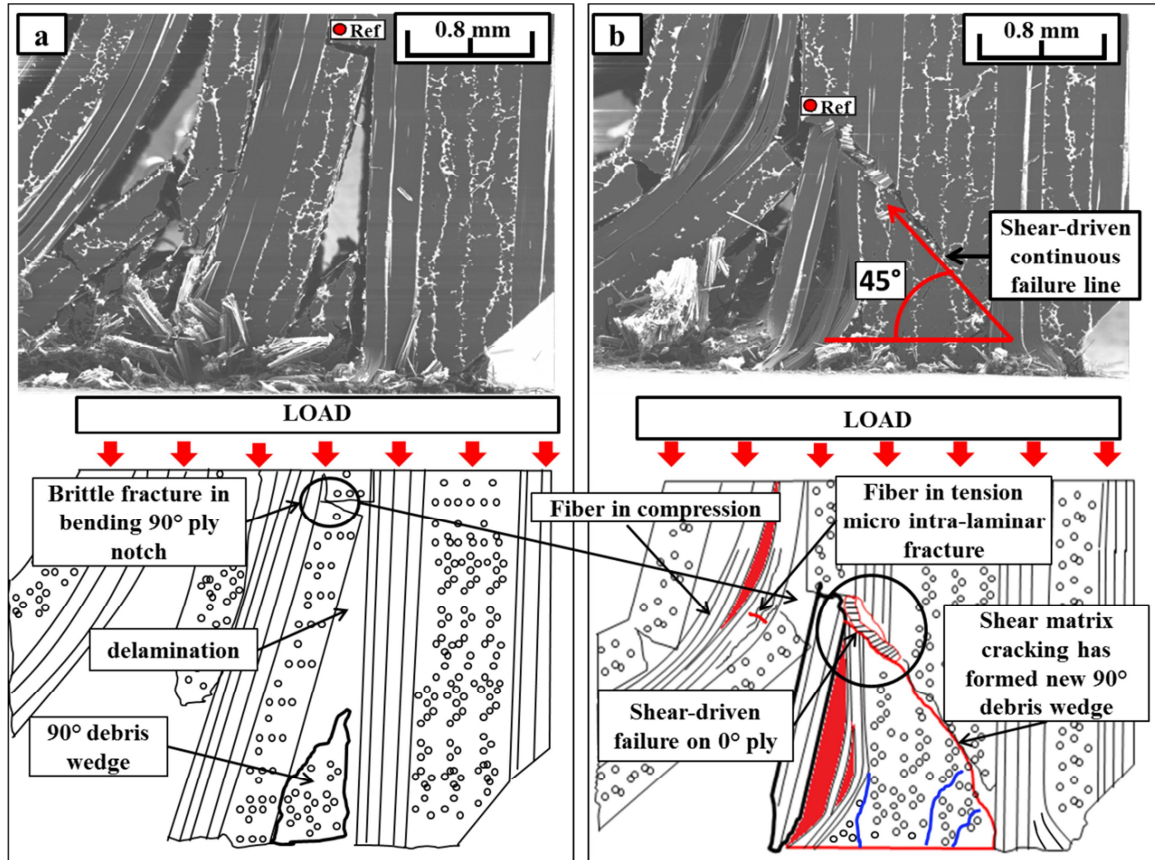 a
Ref
0.8 mm
LOAD
Brittle fracture in
bending 90° ply
notch
delamination
90° debris
wedge
b
Ref
0.8 mm
45°
Shear-driven
continuous
failure line
LOAD
Fiber in compression
Fiber in tension
micro intra-laminar
fracture
Shear matrix
cracking has
formed new 90°
debris wedge
Shear-driven
failure on 0° ply